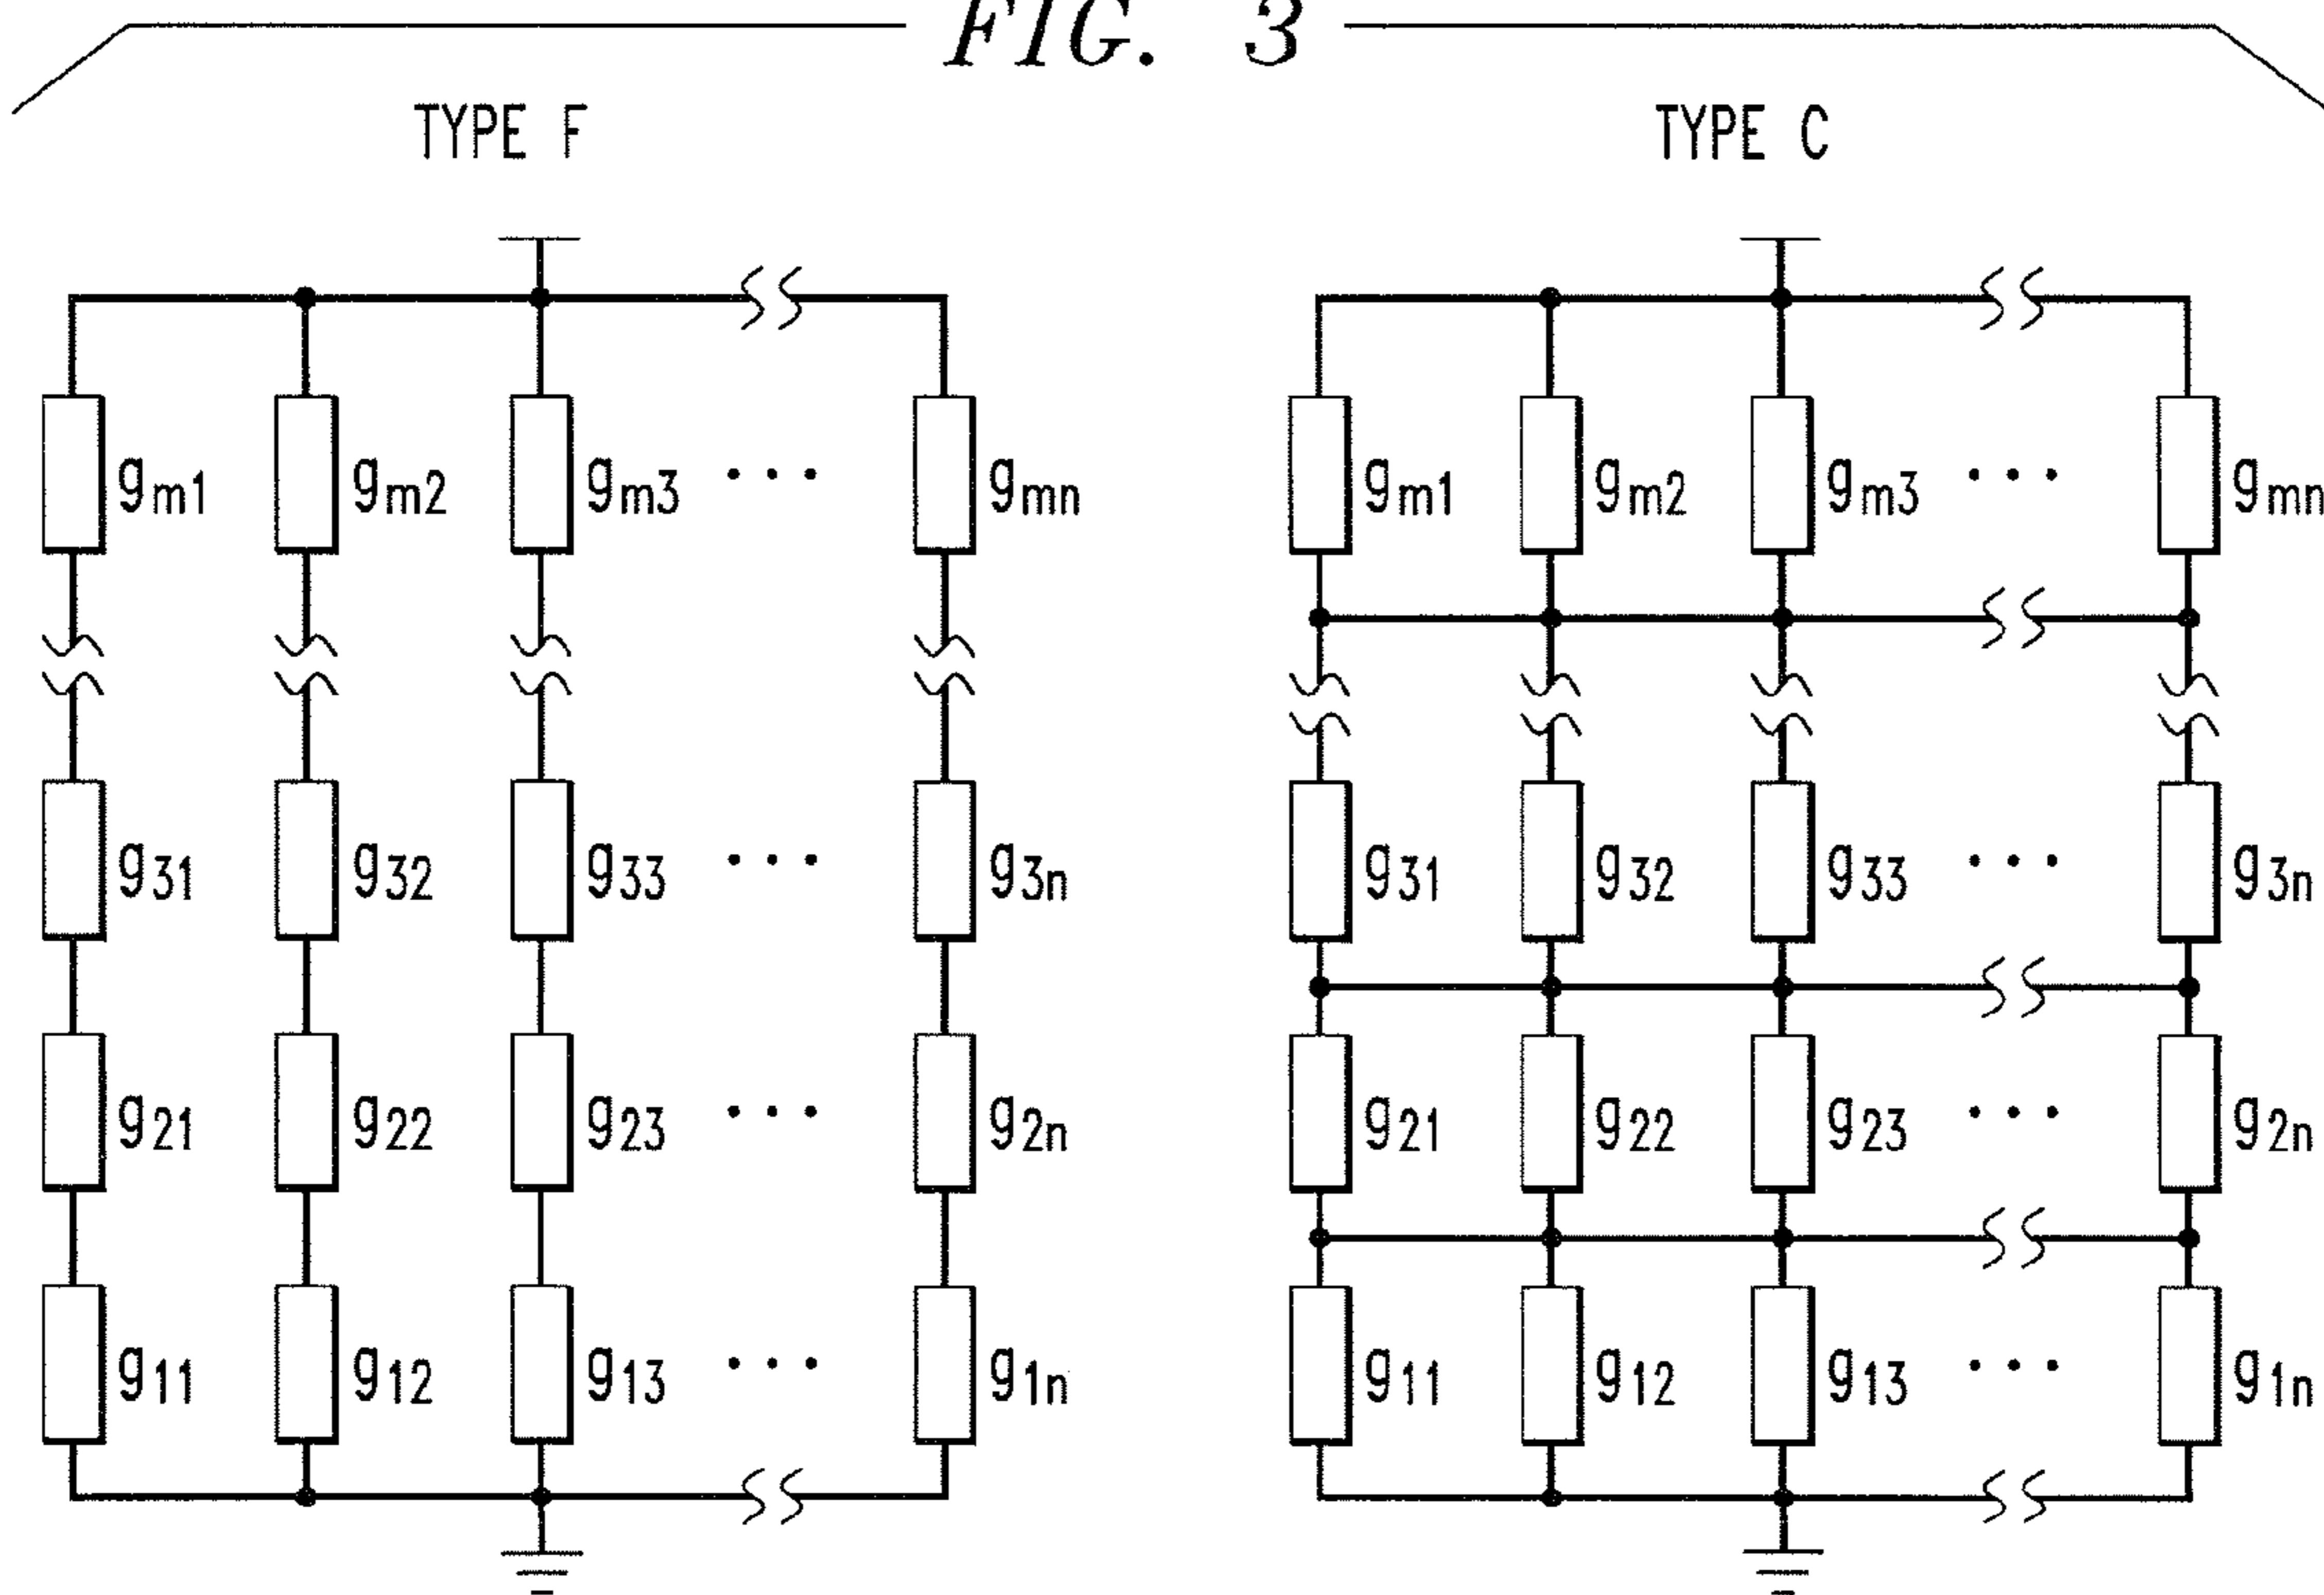 FIG. 3
TYPE F
TYPE C
gm1 gm2 gm3 ... gmn
g31 g32 g33 ... g3n
g21 g22 g23 ... g2n
g11 g12 g13 ... g1n
gm1 gm2 gm3 ... gmn
g31 g32 g33 ... g3n
g21 g22 g23 ... g2n
g11 g12 g13 ... g1n